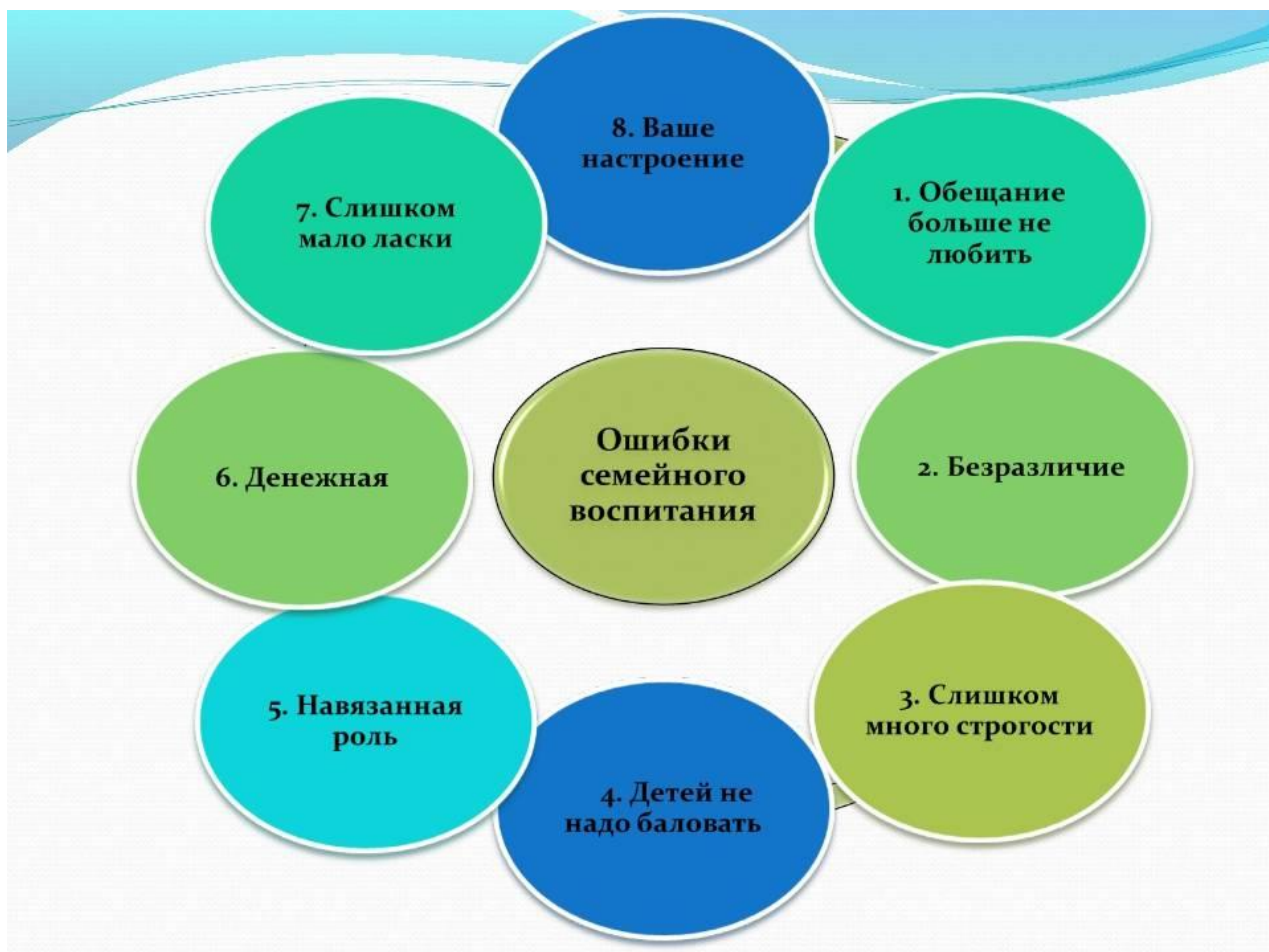 Ошибки
семейного
воспитания
1. Обещание
больше не
любить
2. Безразличие
3. Слишком
много строгости
4. Детей не
надо баловать
5. Навязанная
роль
6. Денежная
7. Слишком
мало ласки
8. Ваше
настроение